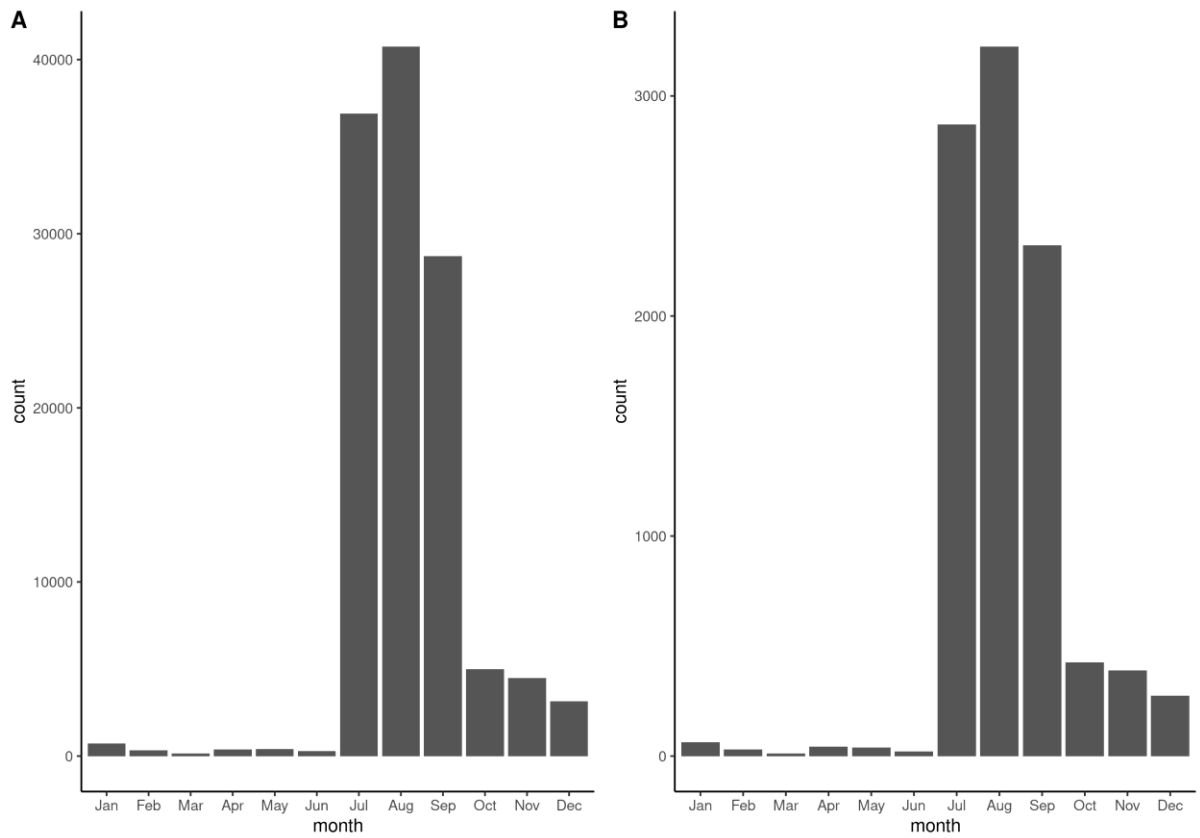 A
40000
30000
20000
10000
0
count
Jan Feb Mar Apr May Jun Jul Aug Sep Oct Nov Dec
month
B
3000
2000
1000
0
count
Jan Feb Mar Apr May Jun Jul Aug Sep Oct Nov Dec
month